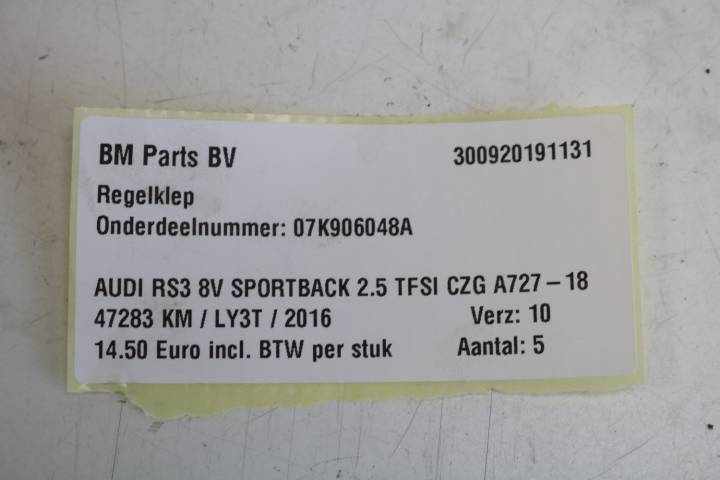 BM Parts BV 300920191131
Regelklep
Onderdeelnummer: 07K906048A
AUDI RS3 8V SPORTBACK 2.5 TFSI CZG A727 – 18
47283 KM / LY3T / 2016 Verz: 10
14.50 Euro incl. BTW per stuk Aantal: 5